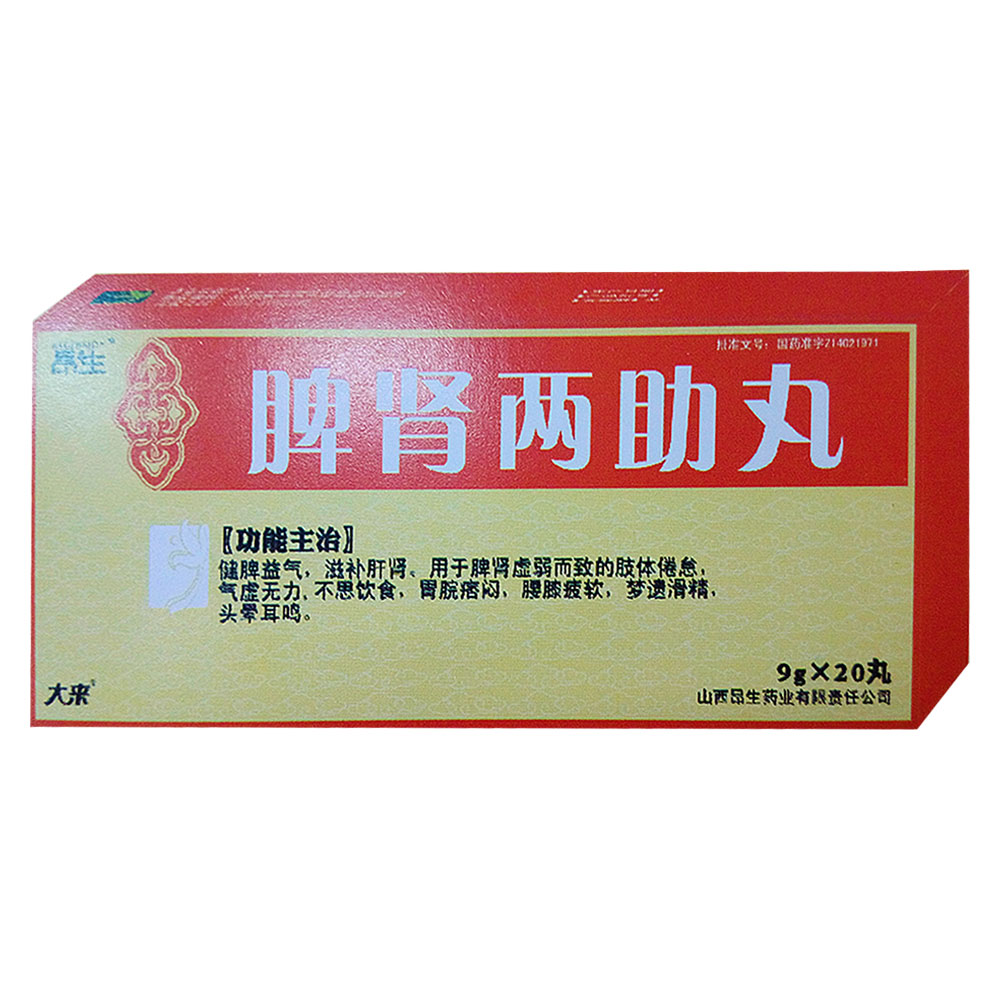 昂生
批准文号：国药准字Z14021971
脾肾两助丸
【功能主治】
健脾益气，滋补肝肾。用于脾肾虚弱而致的肢体倦怠，
气虚无力，不思饮食，胃脘痞闷，腰膝疲软，梦遗滑精，
头晕耳鸣。
大来
9g×20丸
山西昂生药业有限责任公司